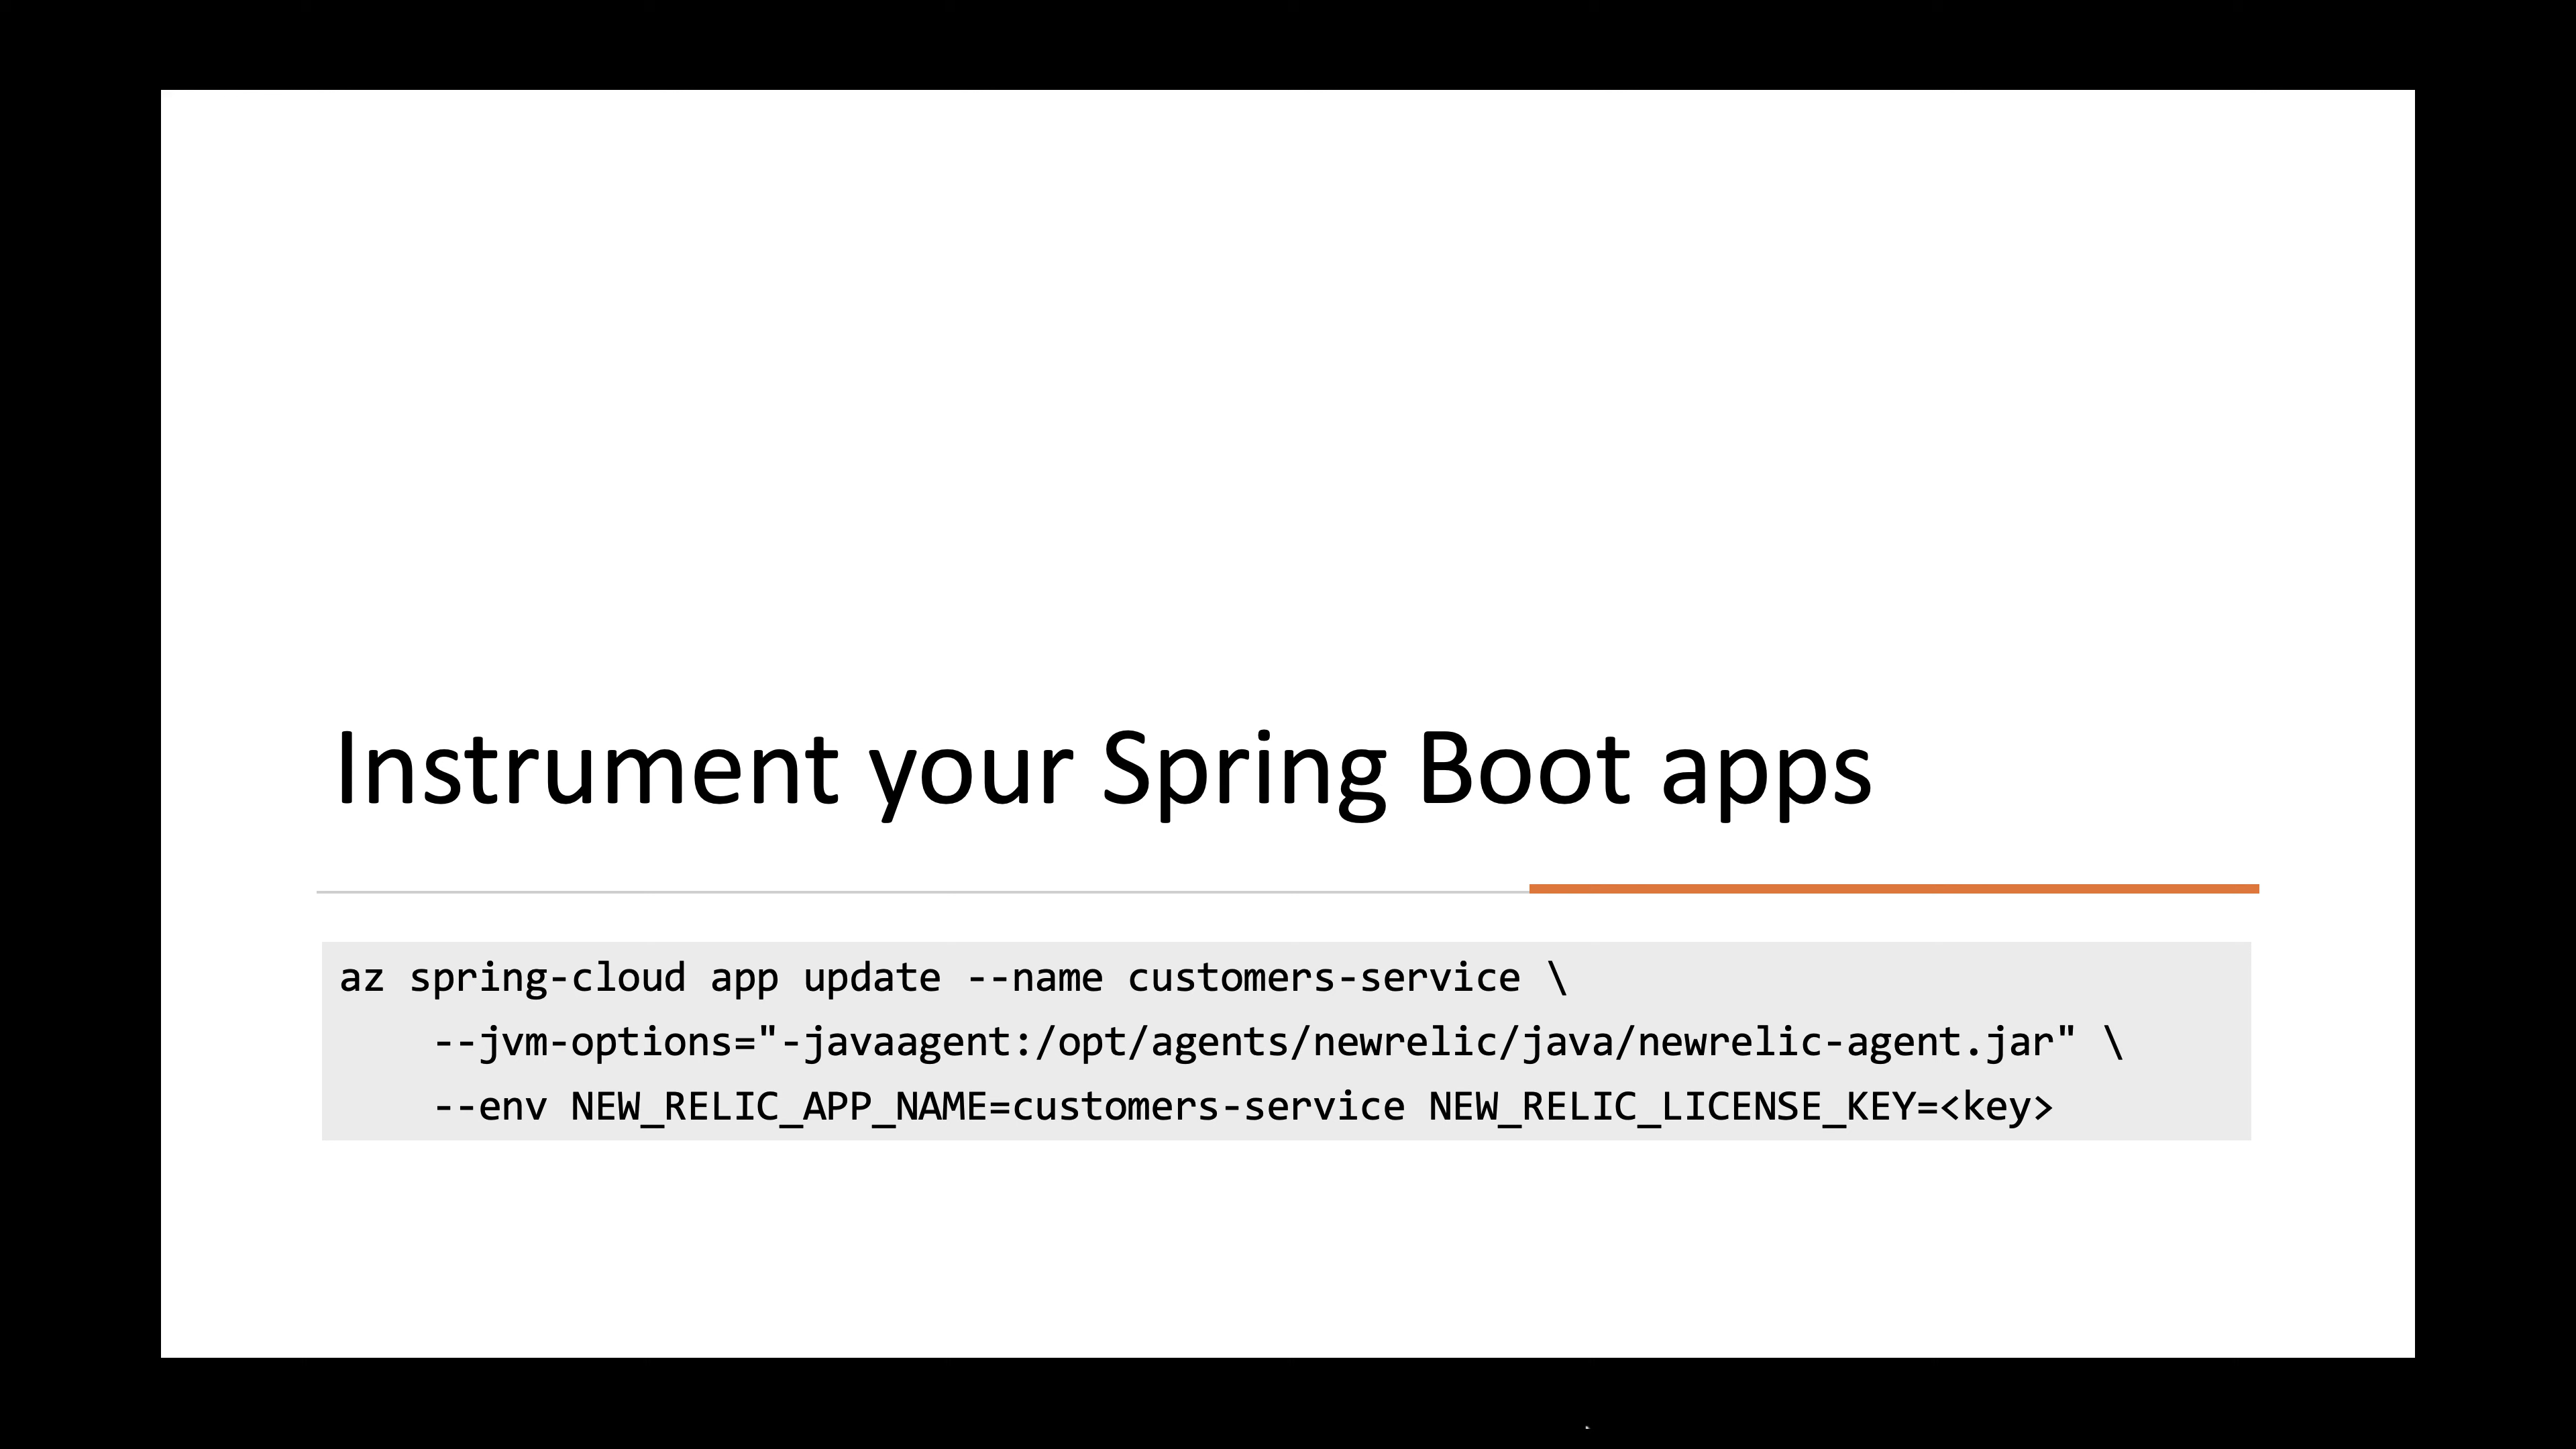 Instrument your Spring Boot apps
az spring-cloud app update --name customers-service \
--jvm-options="-javaagent:/opt/agents/newrelic/java/newrelic-agent.jar" \
--env NEW_RELIC_APP_NAME=customers-service NEW_RELIC_LICENSE_KEY=<key>